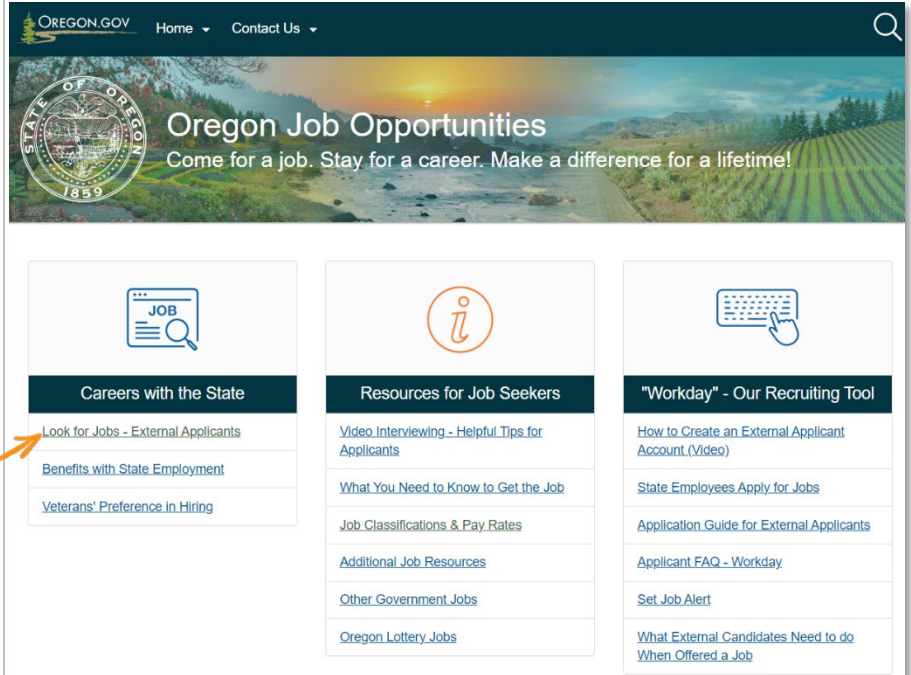 OREGON.GOV Home Contact Us
STATE OF OREGON
1859
Oregon Job Opportunities
Come for a job. Stay for a career. Make a difference for a lifetime!
JOB
Careers with the State
Look for Jobs - External Applicants
Benefits with State Employment
Veterans' Preference in Hiring
i
Resources for Job Seekers
Video Interviewing - Helpful Tips for
Applicants
What You Need to Know to Get the Job
Job Classifications & Pay Rates
Additional Job Resources
Other Government Jobs
Oregon Lottery Jobs
"Workday" - Our Recruiting Tool
How to Create an External Applicant
Account (Video)
State Employees Apply for Jobs
Application Guide for External Applicants
Applicant FAQ - Workday
Set Job Alert
What External Candidates Need to do
When Offered a Job